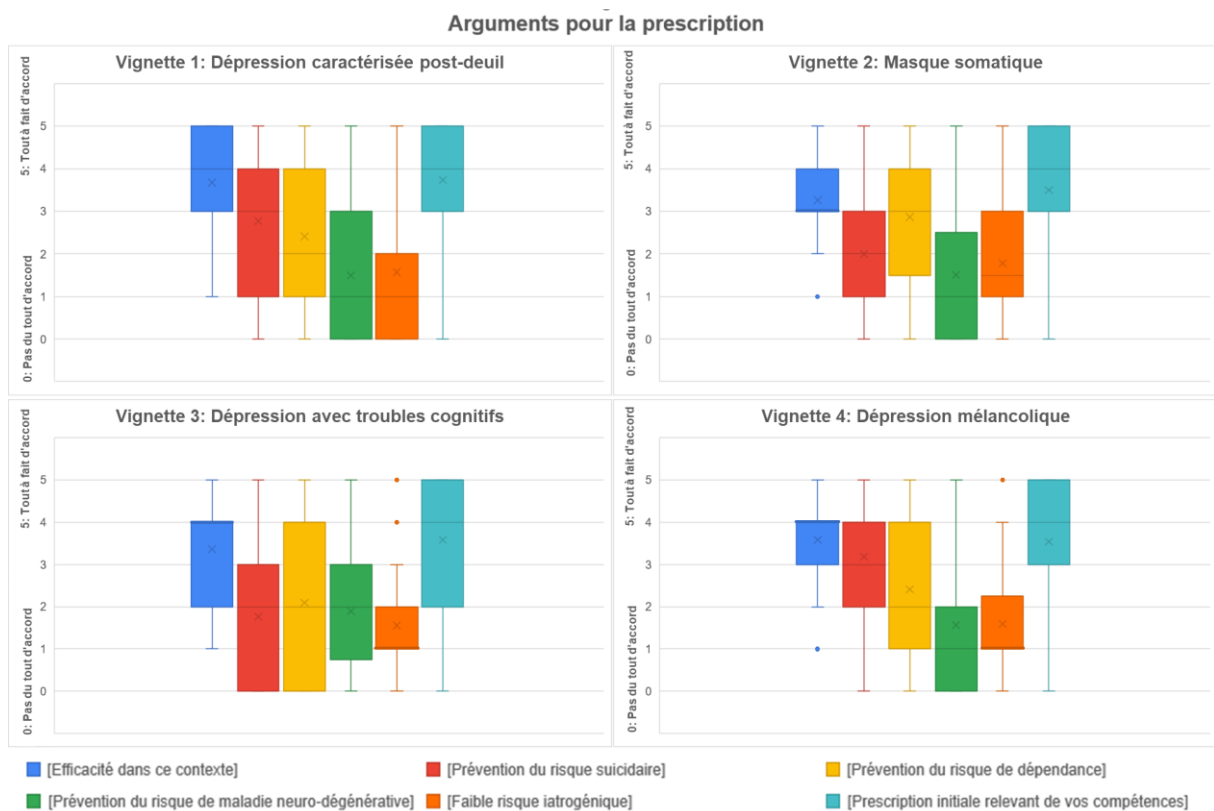 Arguments pour la prescription
Vignette 1: Dépression caractérisée post-deuil
5: Tout à fait d'accord
0: Pas du tout d'accord
5
4
3
2
1
0
Vignette 2: Masque somatique
5: Tout à fait d'accord
0: Pas du tout d'accord
5
4
3
2
1
0
Vignette 3: Dépression avec troubles cognitifs
5: Tout à fait d'accord
0: Pas du tout d'accord
5
4
3
2
1
0
Vignette 4: Dépression mélancolique
5: Tout à fait d'accord
0: Pas du tout d'accord
5
4
3
2
1
0
[Efficacité dans ce contexte]
[Prévention du risque suicidaire]
[Prévention du risque de dépendance]
[Prévention du risque de maladie neuro-dégénérative]
[Faible risque iatrogénique]
[Prescription initiale relevant de vos compétences]